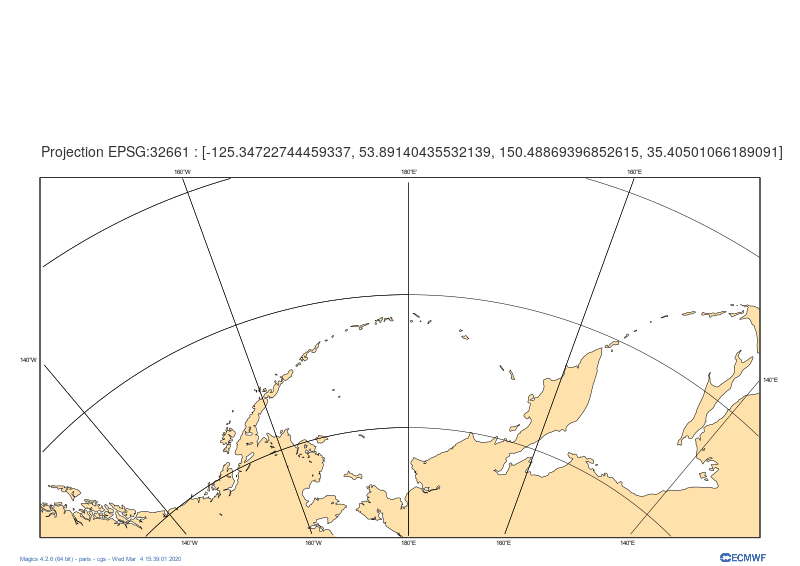 Projection EPSG:32661 : [-125.34722744459337, 53.89140435532139, 150.48869396852615, 35.40501066189091]
160°W 180°E' 160°E
140°W
140°E
140°W 160°W 180°E 160°E 140°E
Magics 4.2.6 (64 bit) - paris - cgs - Wed Mar 4 15:39:01 2020
ECMWF